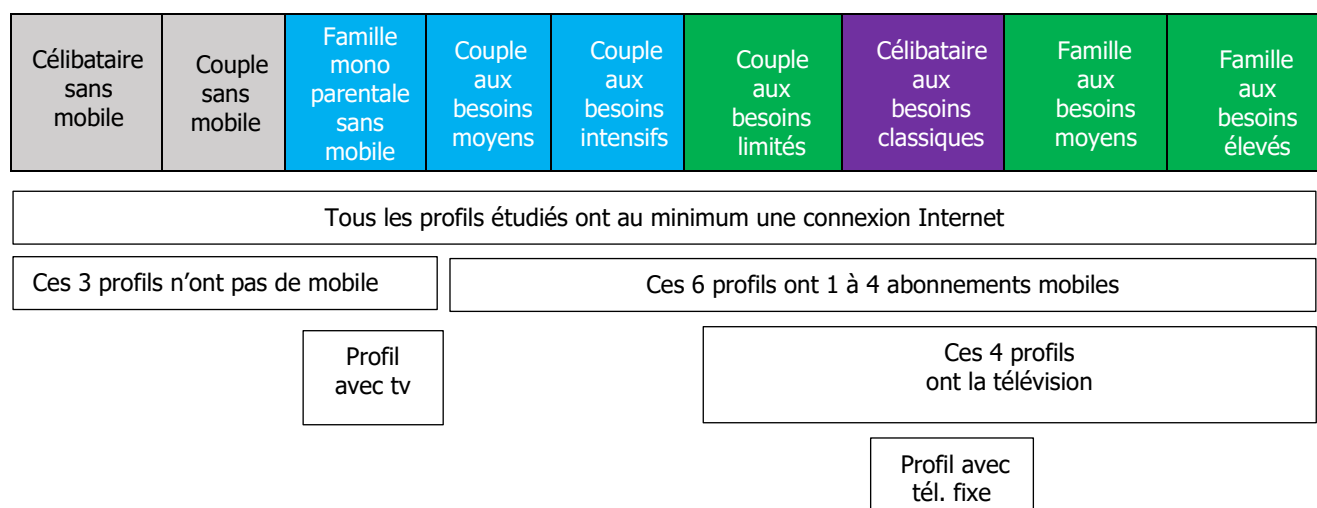 Célibataire
sans
mobile
Couple
sans
mobile
Famille
mono
parentale
sans
mobile
Couple
aux
besoins
moyens
Couple
aux
besoins
intensifs
Couple
aux
besoins
limités
Célibataire
aux
besoins
classiques
Famille
aux
besoins
moyens
Famille
aux
besoins
élevés
Tous les profils étudiés ont au minimum une connexion Internet
Ces 3 profils n’ont pas de mobile
Ces 6 profils ont 1 à 4 abonnements mobiles
Profil
avec tv
Ces 4 profils
ont la télévision
Profil avec
tél. fixe